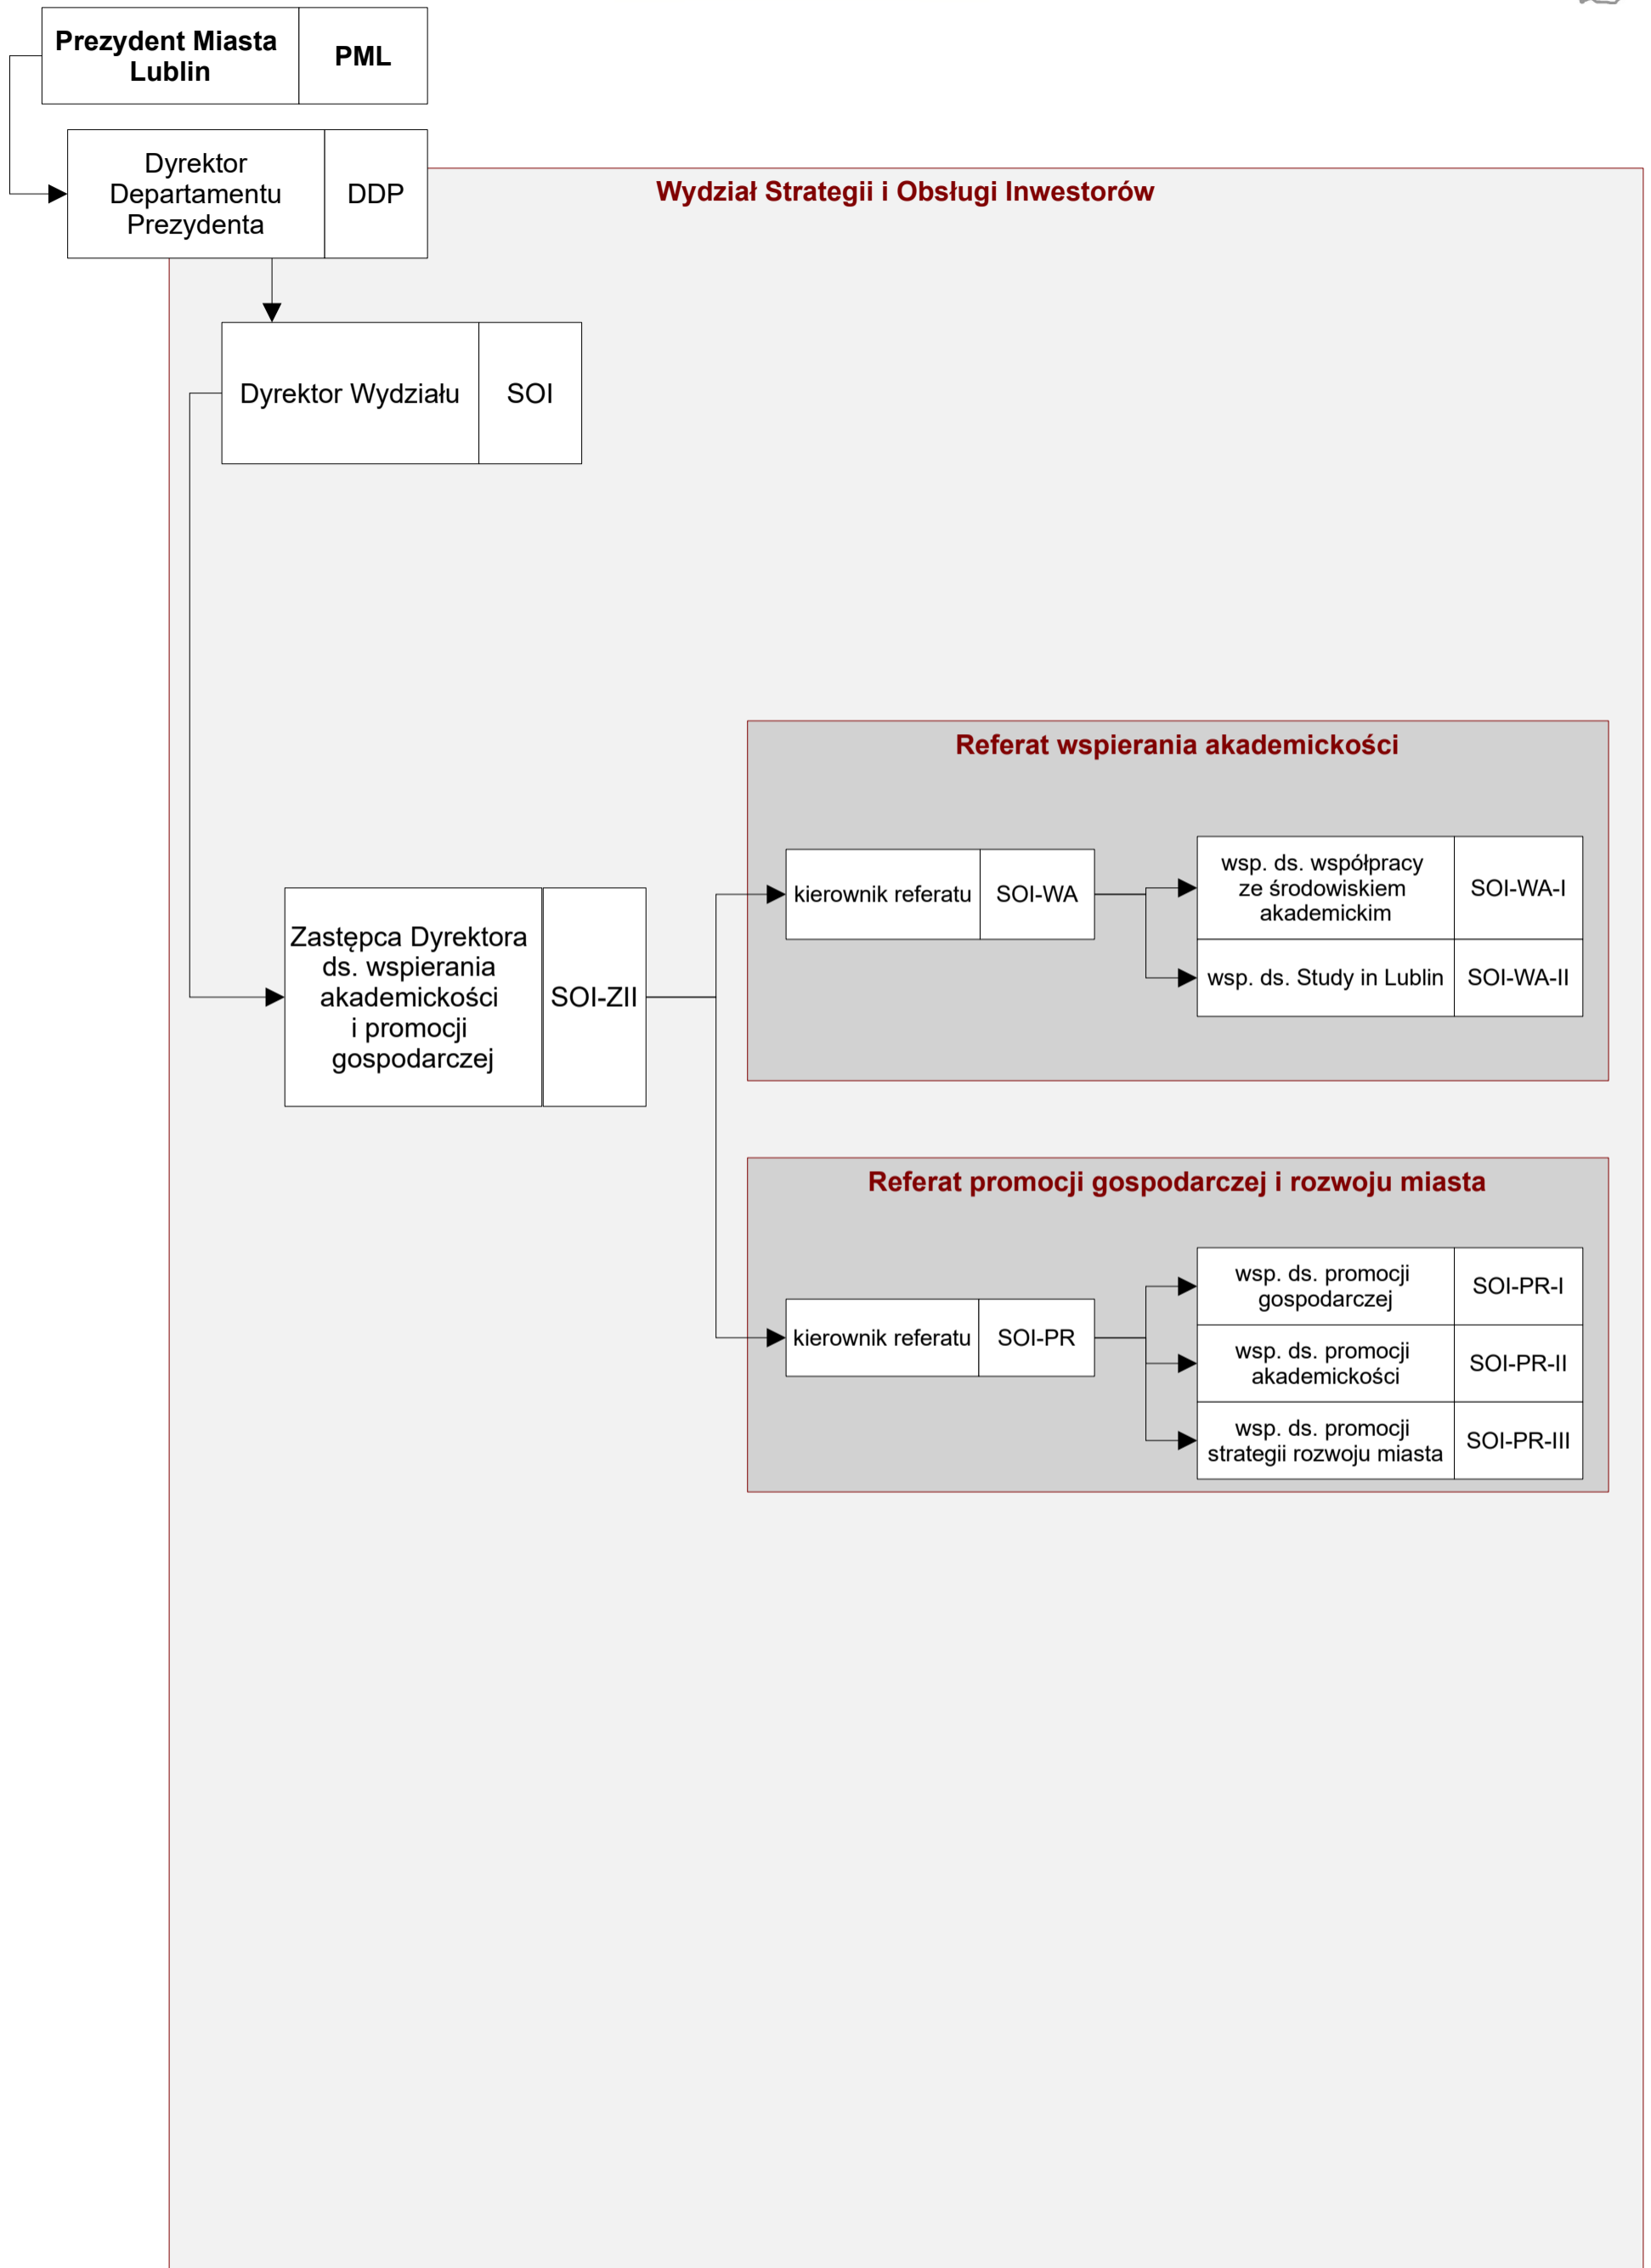 Prezydent Miasta
Lublin
PML
Dyrektor
Departamentu
Prezydenta
DDP
Wydział Strategii i Obsługi Inwestorów
Dyrektor Wydziału
SOI
Referat wspierania akademickości
kierownik referatu
SOI-WA
wsp. ds. współpracy
ze środowiskiem
akademickim
SOI-WA-I
wsp. ds. Study in Lublin
SOI-WA-II
Zastępca Dyrektora
ds. wspierania
akademickości
i promocji
gospodarczej
SOI-ZII
Referat promocji gospodarczej i rozwoju miasta
kierownik referatu
SOI-PR
wsp. ds. promocji
gospodarczej
SOI-PR-I
wsp. ds. promocji
akademickości
SOI-PR-II
wsp. ds. promocji
strategii rozwoju miasta
SOI-PR-III